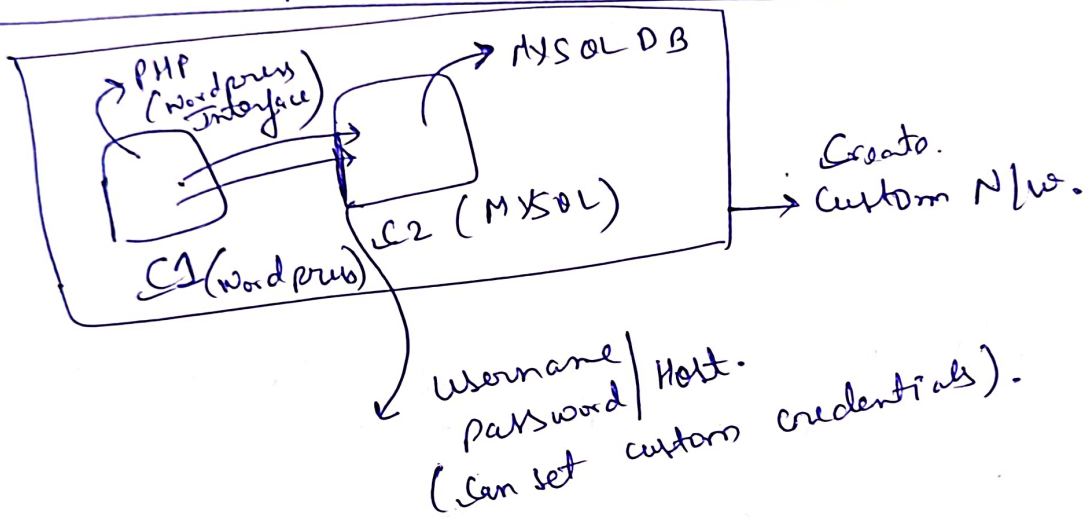 PHP
(Wordpress
Interface)
MYSQL DB
C1 (Wordpress)
C2 (MYSQL)
Create
Custom N/w.
username/
password/Host.
(Can set custom credentials).